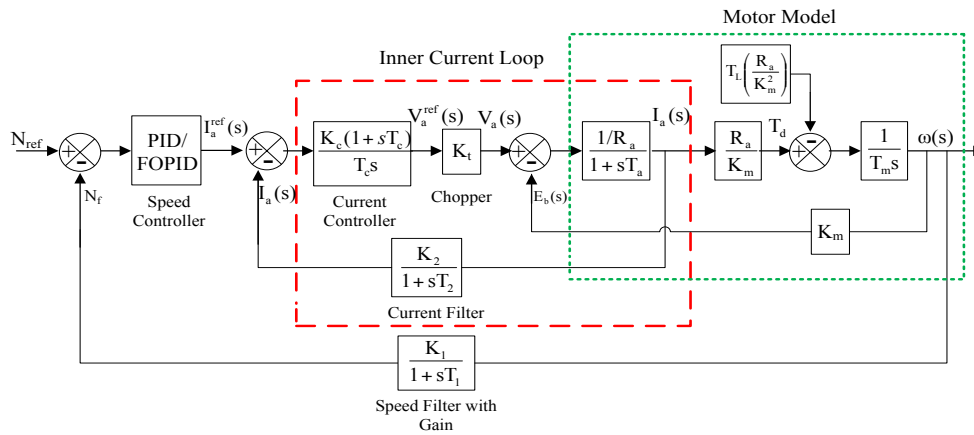 Motor Model
Inner Current Loop
T_L(R_a/K_m^2)
N_ref
+
-
PID/
FOPID
I_a^ref(s)
+
-
K_c(1+sT_c)
T_c s
V_a^ref(s)
K_t
V_a(s)
+
-
1/R_a
1+sT_a
I_a(s)
R_a
K_m
T_d
+
-
1
T_m s
ω(s)
N_f
Speed
Controller
I_a(s)
Current
Controller
Chopper
E_b(s)
K_m
K_2
1+sT_2
Current Filter
K_1
1+sT_1
Speed Filter with
Gain